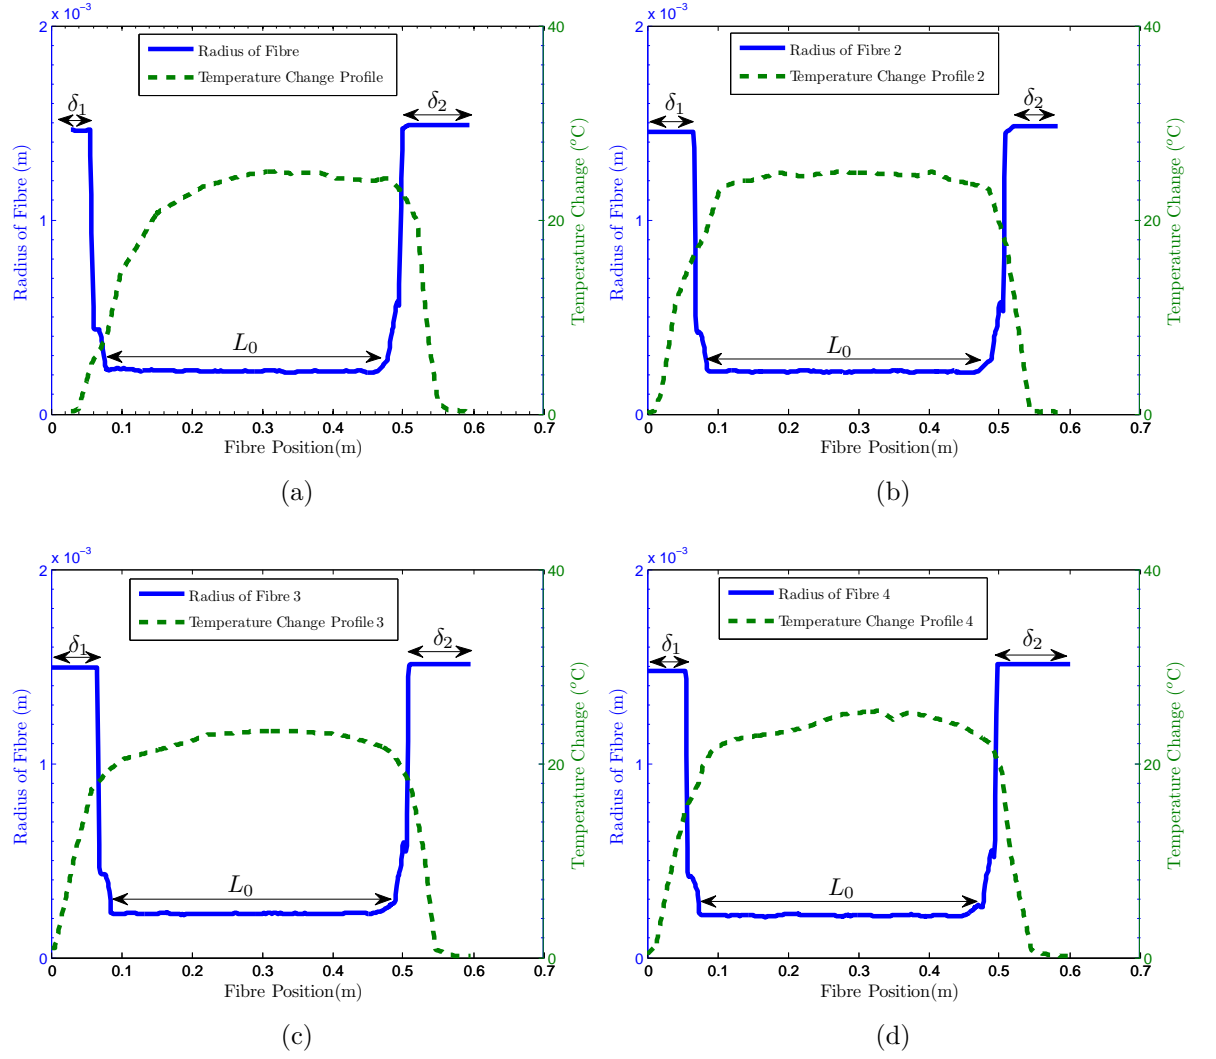 x 10⁻³
2
40
Radius of Fibre
Temperature Change Profile
δ₁
δ₂
Radius of Fibre (m)
1
20
Temperature Change (°C)
L₀
0
0
0 0.1 0.2 0.3 0.4 0.5 0.6 0.7
Fibre Position(m)
(a)
x 10⁻³
2
40
Radius of Fibre 2
Temperature Change Profile 2
δ₁
δ₂
Radius of Fibre (m)
1
20
Temperature Change (°C)
L₀
0
0
0 0.1 0.2 0.3 0.4 0.5 0.6 0.7
Fibre Position(m)
(b)
x 10⁻³
2
40
Radius of Fibre 3
Temperature Change Profile 3
δ₁
δ₂
Radius of Fibre (m)
1
20
Temperature Change (°C)
L₀
0
0
0 0.1 0.2 0.3 0.4 0.5 0.6 0.7
Fibre Position(m)
(c)
x 10⁻³
2
40
Radius of Fibre 4
Temperature Change Profile 4
δ₁
δ₂
Radius of Fibre (m)
1
20
Temperature Change (°C)
L₀
0
0
0 0.1 0.2 0.3 0.4 0.5 0.6 0.7
Fibre Position(m)
(d)